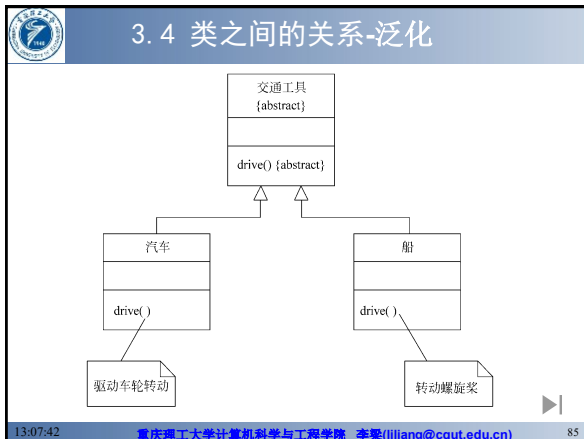 3.4 类之间的关系-泛化
交通工具
{abstract}
drive() {abstract}
汽车
船
drive( )
drive( )
驱动车轮转动
转动螺旋桨
13:07:42
重庆理工大学计算机科学与工程学院 李梁(liliang@cqut.edu.cn)
85